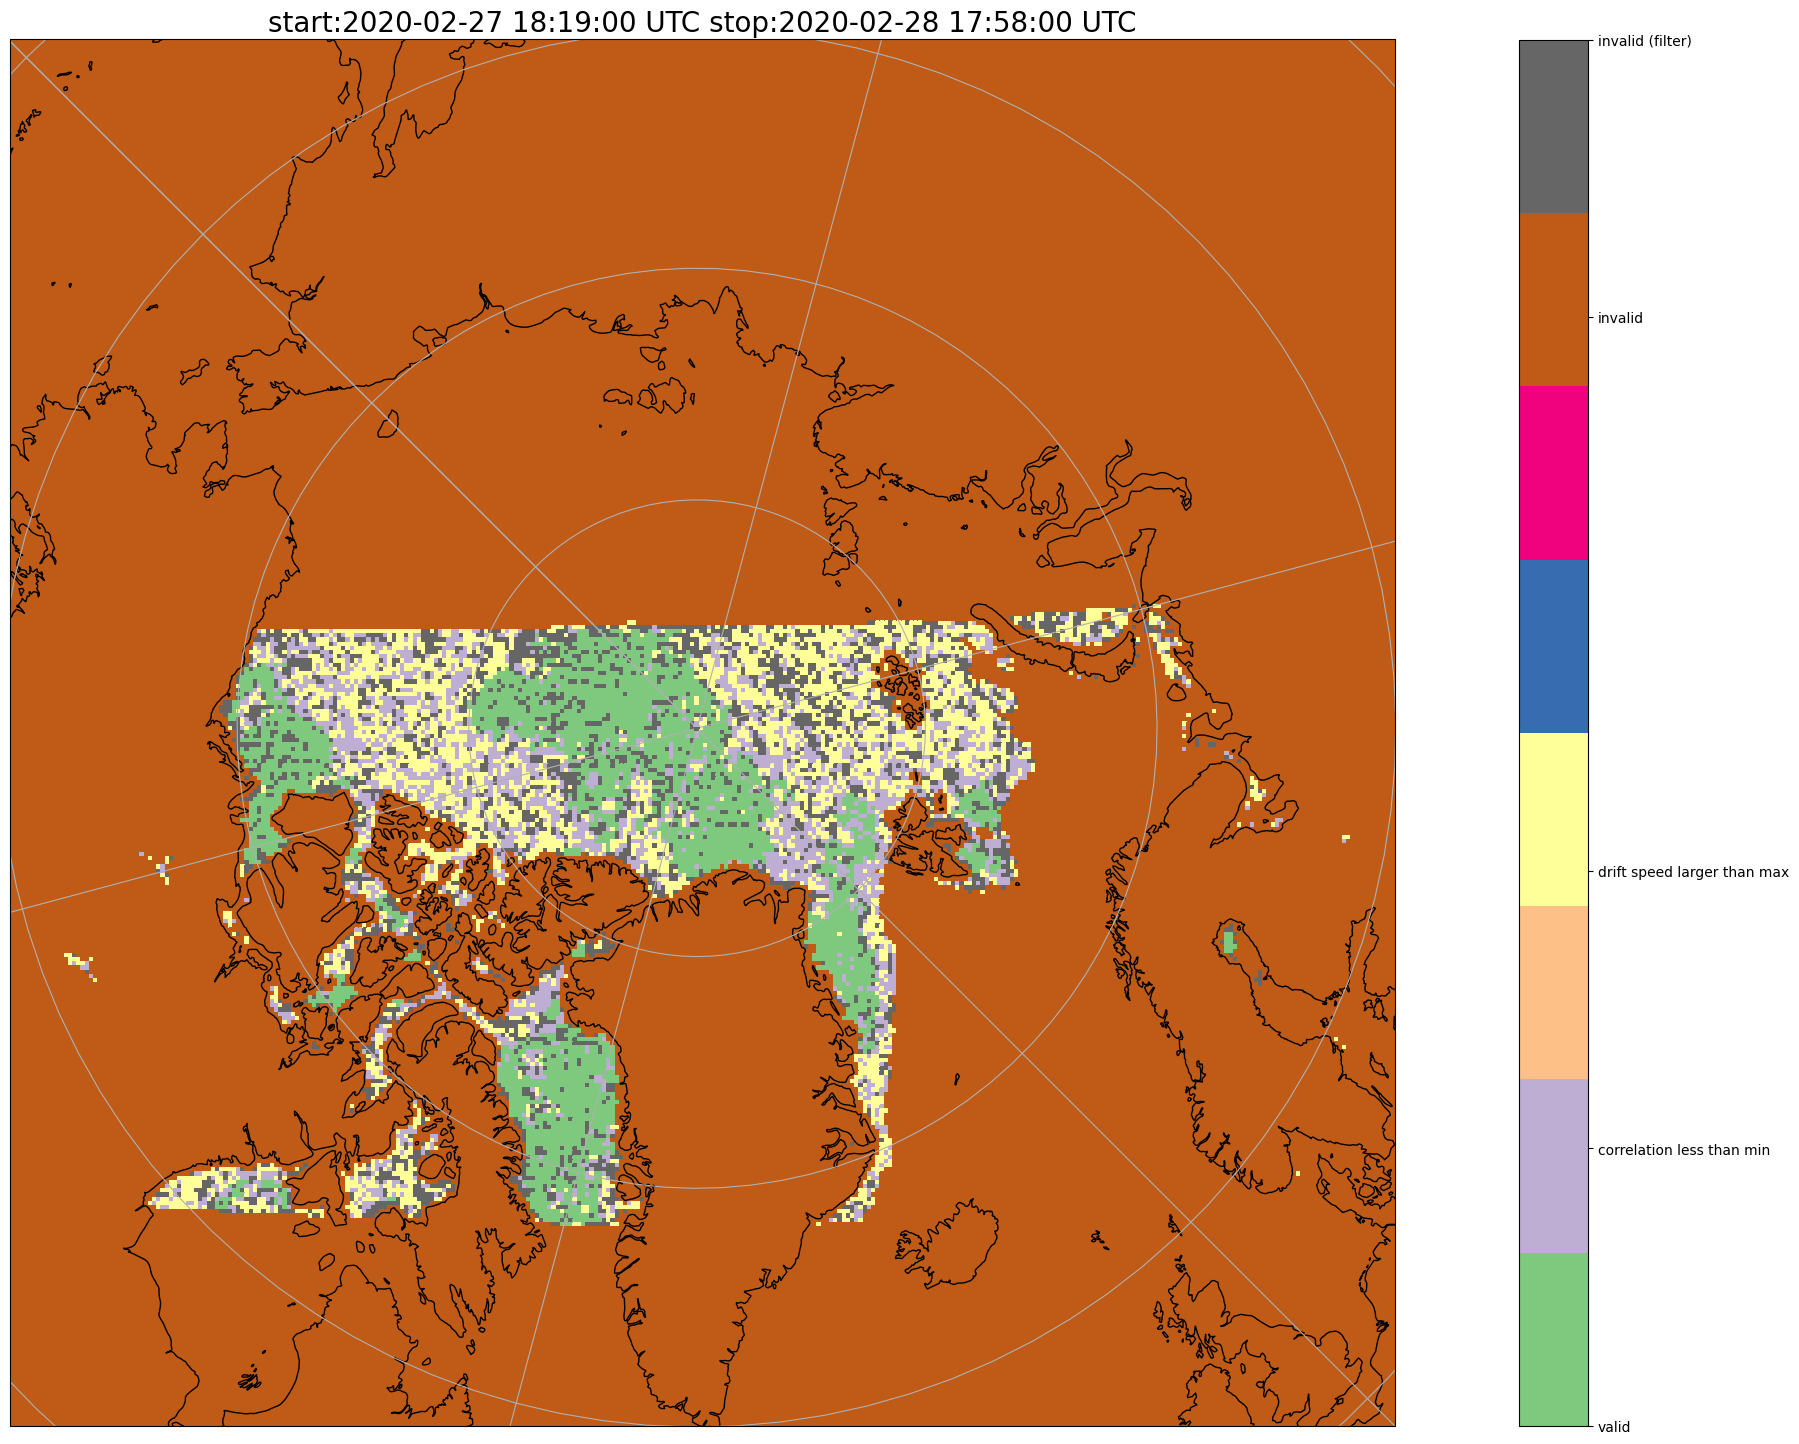 start:2020-02-27 18:19:00 UTC stop:2020-02-28 17:58:00 UTC
invalid (filter)
invalid
drift speed larger than max
correlation less than min
valid